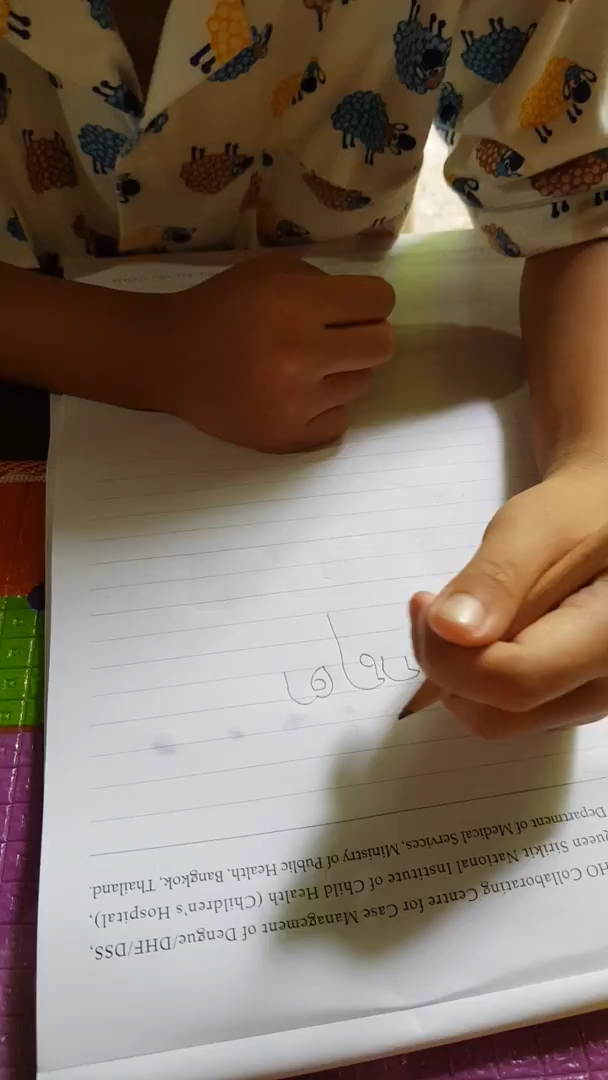 HO Collaborating Centre for Case Management of Dengue/DHF/DSS,
ueen Sirikit National Institute of Child Health (Children's Hospital),
Department of Medical Services, Ministry of Public Health, Bangkok, Thailand.